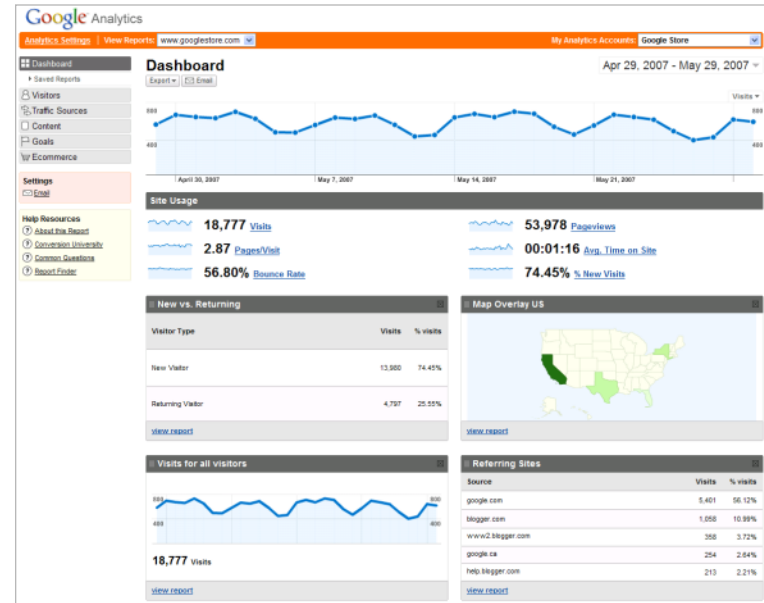 Google Analytics
Analytics Settings | View Reports: www.googlestore.com
My Analytics Accounts: Google Store
Dashboard
Saved Reports
Visitors
Traffic Sources
Content
Goals
Ecommerce
Settings
Email
Help Resources
About this Report
Conversion University
Common Questions
Report Finder
Dashboard
Apr 29, 2007 - May 29, 2007
Export
Email
Visits
800 800
400 400
April 30, 2007 May 7, 2007 May 14, 2007 May 21, 2007
Site Usage
18,777 Visits
53,978 Pageviews
2.87 Pages/Visit
00:01:16 Avg. Time on Site
56.80% Bounce Rate
74.45% % New Visits
New vs. Returning
Visitor Type Visits % visits
New Visitor 13,980 74.45%
Returning Visitor 4,797 25.55%
view report
Map Overlay US
view report
Visits for all visitors
800 800
400 400
18,777 Visits
view report
Referring Sites
Source Visits % visits
google.com 5,401 56.12%
blogger.com 1,058 10.99%
www2.blogger.com 358 3.72%
google.ca 254 2.64%
help.blogger.com 213 2.21%
view report